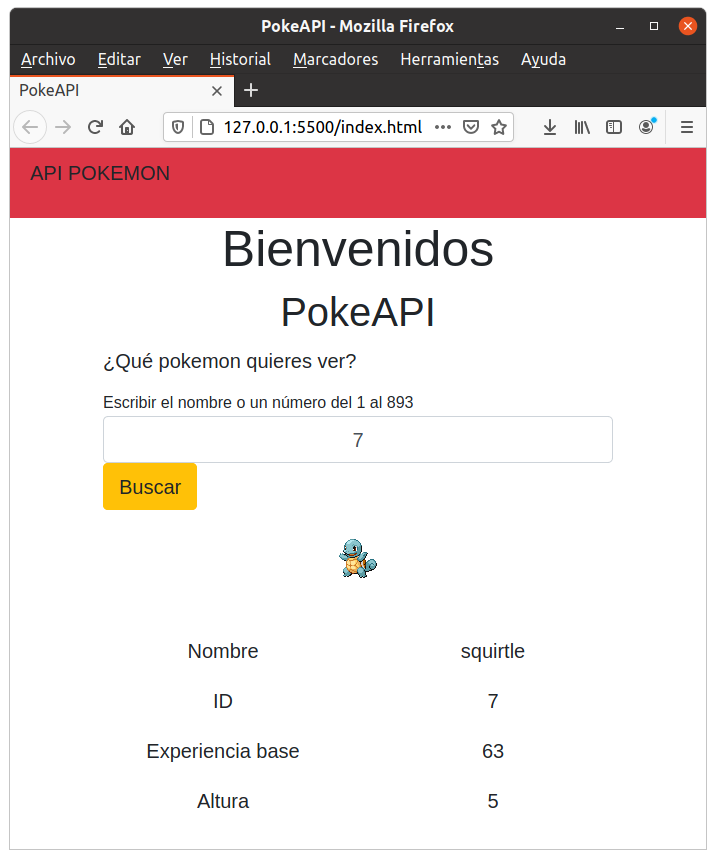 PokeAPI - Mozilla Firefox
Archivo Editar Ver Historial Marcadores Herramientas Ayuda
PokeAPI
127.0.0.1:5500/index.html
API POKEMON
Bienvenidos
PokeAPI
¿Qué pokemon quieres ver?
Escribir el nombre o un número del 1 al 893
7
Buscar
Nombre squirtle
ID 7
Experiencia base 63
Altura 5